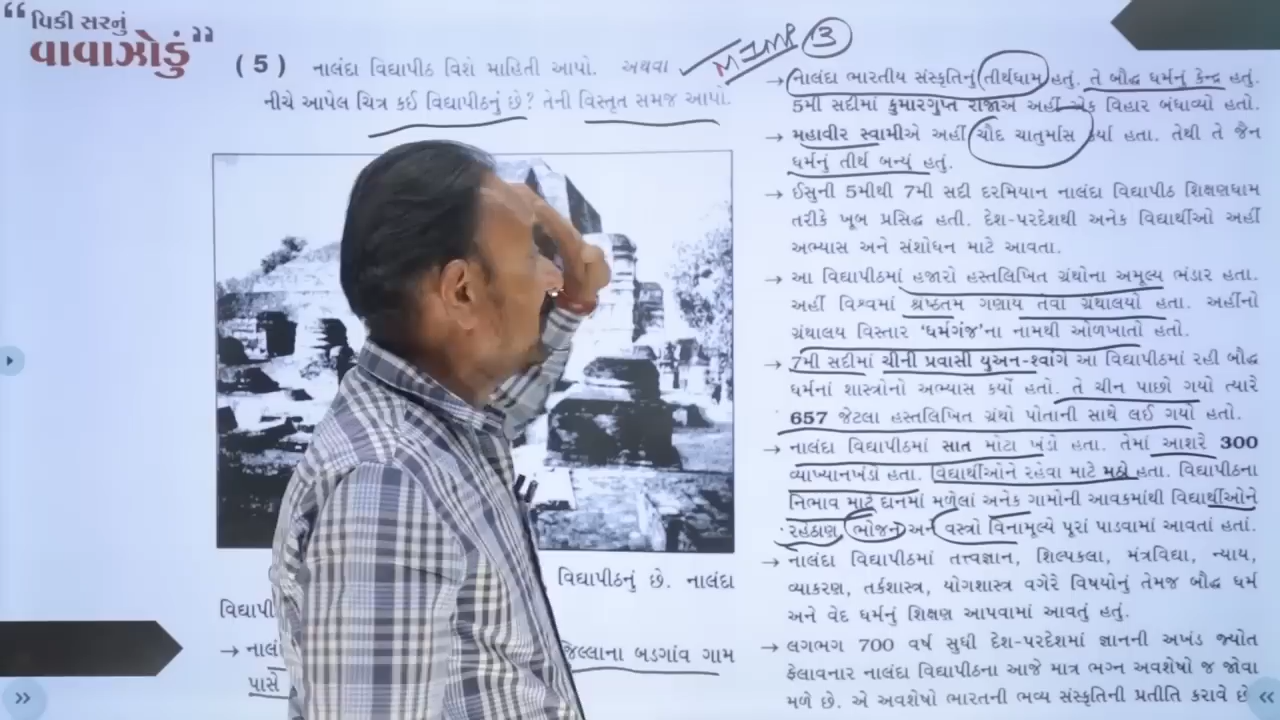 “ વિકી સરનું ”
વાવાઝોડું
( 5 ) નાલંદા વિદ્યાપીઠ વિશે માહિતી આપો. અથવા
નીચે આપેલ ચિત્ર કઈ વિદ્યાપીઠનું છે? તેની વિસ્તૃત સમજ આપો.
MIMP 3
વિદ્યાપીઠનું છે. નાલંદા
વિદ્યાપી
→ નાલં જિલ્લાના બડગાંવ ગામ
પાસે
→ નાલંદા ભારતીય સંસ્કૃતિનું તીર્થધામ હતું. તે બૌદ્ધ ધર્મનું કેન્દ્ર હતું.
5મી સદીમાં કુમારગુપ્ત રાજાએ અહીં એક વિહાર બંધાવ્યો હતો.
→ મહાવીર સ્વામીએ અહીં ચૌદ ચાતુર્માસ કર્યા હતા. તેથી તે જૈન
ધર્મનું તીર્થ બન્યું હતું.
→ ઈસુની 5મીથી 7મી સદી દરમિયાન નાલંદા વિદ્યાપીઠ શિક્ષણધામ
તરીકે ખૂબ પ્રસિદ્ધ હતી. દેશ-પરદેશથી અનેક વિદ્યાર્થીઓ અહીં
અભ્યાસ અને સંશોધન માટે આવતા.
→ આ વિદ્યાપીઠમાં હજારો હસ્તલિખિત ગ્રંથોના અમૂલ્ય ભંડાર હતા.
અહીં વિશ્વમાં શ્રેષ્ઠતમ ગણાય તેવા ગ્રંથાલયો હતા. અહીંનો
ગ્રંથાલય વિસ્તાર ‘ધર્મગંજ’ના નામથી ઓળખાતો હતો.
→ 7મી સદીમાં ચીની પ્રવાસી યુઅન-શ્વાંગે આ વિદ્યાપીઠમાં રહી બૌદ્ધ
ધર્મનાં શાસ્ત્રોનો અભ્યાસ કર્યો હતો. તે ચીન પાછો ગયો ત્યારે
657 જેટલા હસ્તલિખિત ગ્રંથો પોતાની સાથે લઈ ગયો હતો.
→ નાલંદા વિદ્યાપીઠમાં સાત મોટા ખંડો હતા. તેમાં આશરે 300
વ્યાખ્યાનખંડો હતા. વિદ્યાર્થીઓને રહેવા માટે મઠો હતા. વિદ્યાપીઠના
નિભાવ માટે દાનમાં મળેલાં અનેક ગામોની આવકમાંથી વિદ્યાર્થીઓને
રહેઠાણ, ભોજન અને વસ્ત્રો વિનામૂલ્યે પૂરાં પાડવામાં આવતાં હતાં.
→ નાલંદા વિદ્યાપીઠમાં તત્ત્વજ્ઞાન, શિલ્પકલા, મંત્રવિદ્યા, ન્યાય,
વ્યાકરણ, તર્કશાસ્ત્ર, યોગશાસ્ત્ર વગેરે વિષયોનું તેમજ બૌદ્ધ ધર્મ
અને વેદ ધર્મનું શિક્ષણ આપવામાં આવતું હતું.
→ લગભગ 700 વર્ષ સુધી દેશ-પરદેશમાં જ્ઞાનની અખંડ જ્યોત
ફેલાવનાર નાલંદા વિદ્યાપીઠના આજે માત્ર ભગ્ન અવશેષો જ જોવા
મળે છે. એ અવશેષો ભારતની ભવ્ય સંસ્કૃતિની પ્રતીતિ કરાવે છે